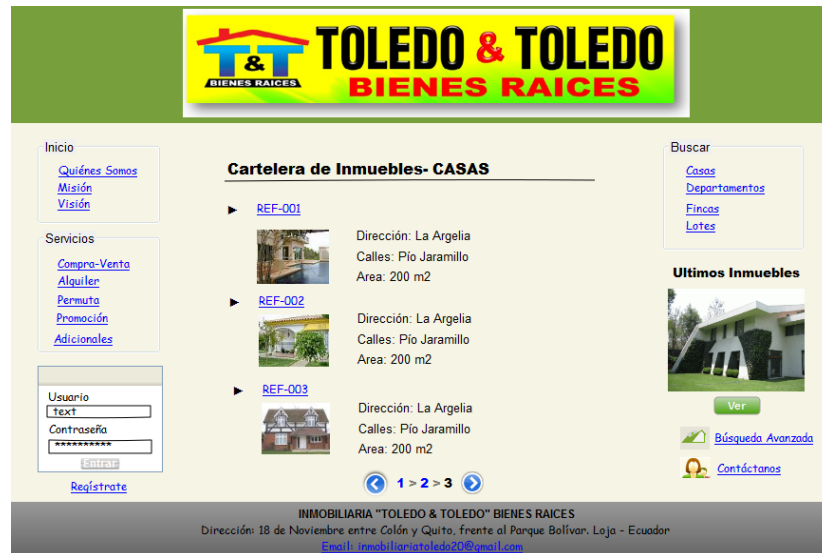 T&T
BIENES RAICES
TOLEDO & TOLEDO
BIENES RAICES
Inicio
Quiénes Somos
Misión
Visión
Servicios
Compra-Venta
Alquiler
Permuta
Promoción
Adicionales
Usuario
text
Contraseña
**********
Entrar
Regístrate
Cartelera de Inmuebles- CASAS
REF-001
Dirección: La Argelia
Calles: Pío Jaramillo
Area: 200 m2
REF-002
Dirección: La Argelia
Calles: Pío Jaramillo
Area: 200 m2
REF-003
Dirección: La Argelia
Calles: Pío Jaramillo
Area: 200 m2
1 > 2 > 3
Buscar
Casas
Departamentos
Fincas
Lotes
Ultimos Inmuebles
Ver
Búsqueda Avanzada
Contáctanos
INMOBILIARIA "TOLEDO & TOLEDO" BIENES RAICES
Dirección: 18 de Noviembre entre Colón y Quito, frente al Parque Bolívar. Loja - Ecuador
Email: inmobiliariatoledo20@gmail.com